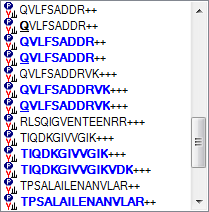 QVLFSADDR++
QVLFSADDR++
QVLFSADDR++
QVLFSADDR++
QVLFSADDRVK+++
QVLFSADDRVK+++
QVLFSADDRVK+++
RLSQIGVENTEENRR+++
TIQDKGIVVGIK+++
TIQDKGIVVGIK+++
TIQDKGIVVGIKVDK+++
TPSALAILENANVLAR++
TPSALAILENANVLAR++